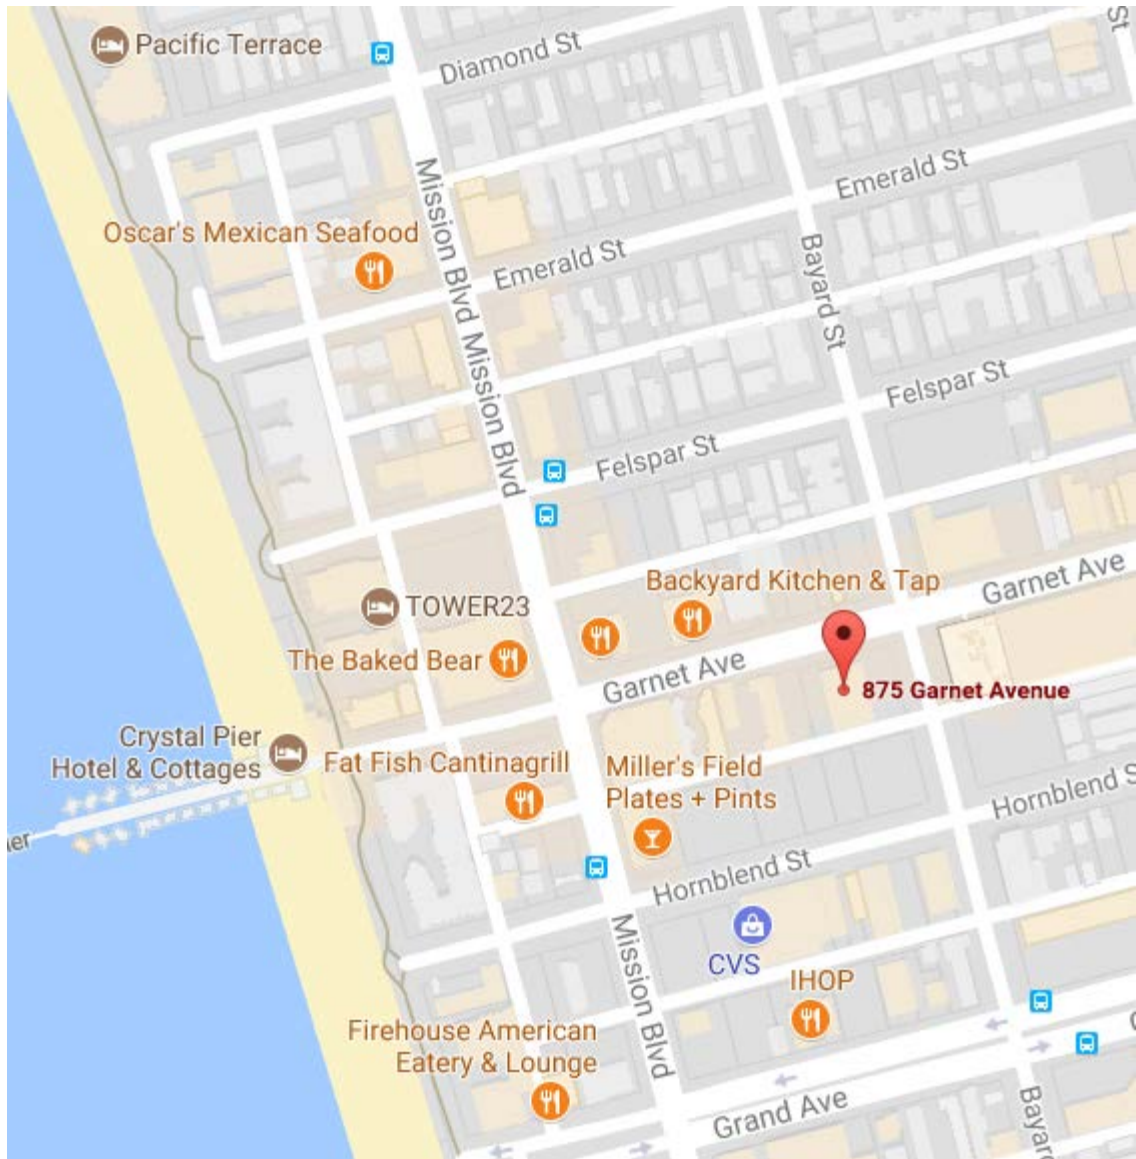 St
Pacific Terrace
Diamond St
Mission Blvd
Emerald St
Oscar's Mexican Seafood
Emerald St
Bayard St
Mission Blvd
Felspar St
Felspar St
Backyard Kitchen & Tap
Garnet Ave
TOWER23
The Baked Bear
Garnet Ave
875 Garnet Avenue
Crystal Pier
Hotel & Cottages
Fat Fish Cantinagrill
Miller's Field
Plates + Pints
Hornblend S
er
Hornblend St
CVS
Mission Blvd
IHOP
Firehouse American
Eatery & Lounge
Grand Ave
Bayard